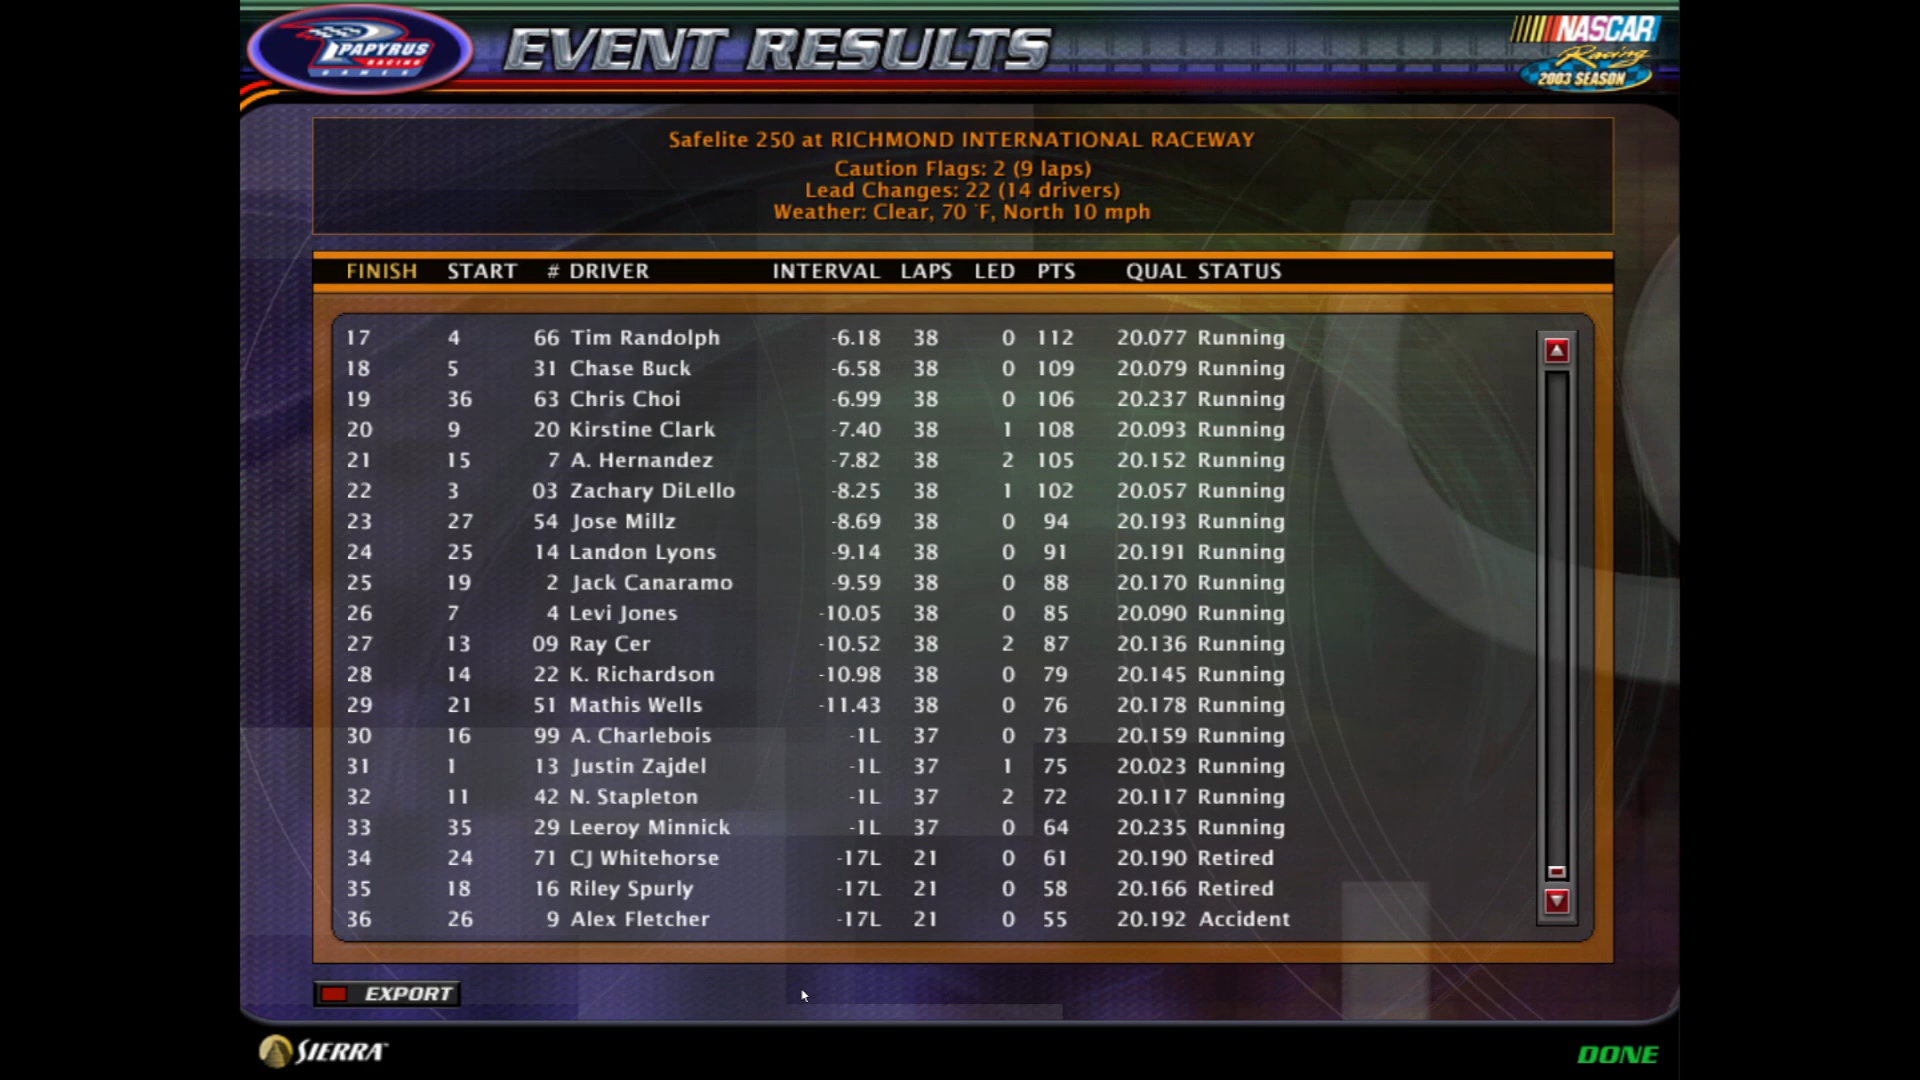 PAPYRUS
RACING
GAMES
EVENT RESULTS
NASCAR
Racing
2003 SEASON
Safelite 250 at RICHMOND INTERNATIONAL RACEWAY
Caution Flags: 2 (9 laps)
Lead Changes: 22 (14 drivers)
Weather: Clear, 70 °F, North 10 mph
FINISH START # DRIVER INTERVAL LAPS LED PTS QUAL STATUS
17 4 66 Tim Randolph -6.18 38 0 112 20.077 Running
18 5 31 Chase Buck -6.58 38 0 109 20.079 Running
19 36 63 Chris Choi -6.99 38 0 106 20.237 Running
20 9 20 Kirstine Clark -7.40 38 1 108 20.093 Running
21 15 7 A. Hernandez -7.82 38 2 105 20.152 Running
22 3 03 Zachary DiLello -8.25 38 1 102 20.057 Running
23 27 54 Jose Millz -8.69 38 0 94 20.193 Running
24 25 14 Landon Lyons -9.14 38 0 91 20.191 Running
25 19 2 Jack Canaramo -9.59 38 0 88 20.170 Running
26 7 4 Levi Jones -10.05 38 0 85 20.090 Running
27 13 09 Ray Cer -10.52 38 2 87 20.136 Running
28 14 22 K. Richardson -10.98 38 0 79 20.145 Running
29 21 51 Mathis Wells -11.43 38 0 76 20.178 Running
30 16 99 A. Charlebois -1L 37 0 73 20.159 Running
31 1 13 Justin Zajdel -1L 37 1 75 20.023 Running
32 11 42 N. Stapleton -1L 37 2 72 20.117 Running
33 35 29 Leeroy Minnick -1L 37 0 64 20.235 Running
34 24 71 CJ Whitehorse -17L 21 0 61 20.190 Retired
35 18 16 Riley Spurly -17L 21 0 58 20.166 Retired
36 26 9 Alex Fletcher -17L 21 0 55 20.192 Accident
EXPORT
SIERRA
DONE